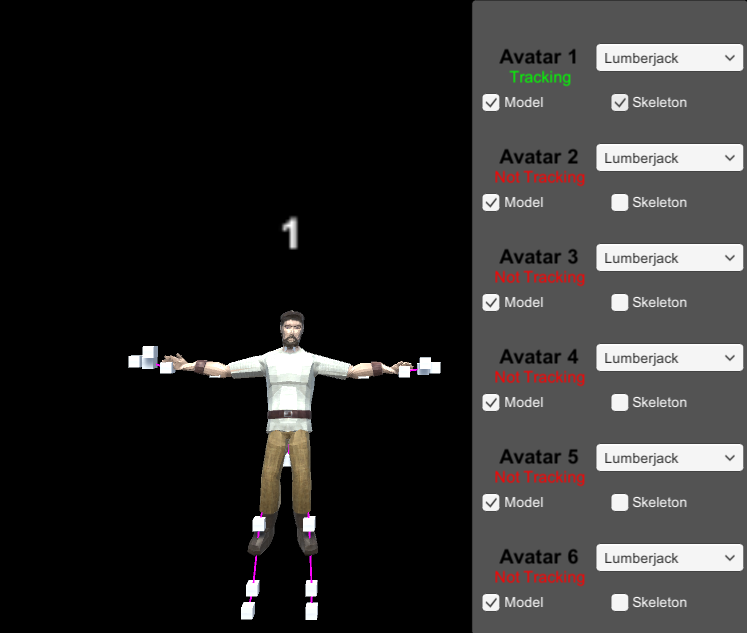 1
Avatar 1 Lumberjack
Tracking
Model Skeleton
Avatar 2 Lumberjack
Not Tracking
Model Skeleton
Avatar 3 Lumberjack
Not Tracking
Model Skeleton
Avatar 4 Lumberjack
Not Tracking
Model Skeleton
Avatar 5 Lumberjack
Not Tracking
Model Skeleton
Avatar 6 Lumberjack
Not Tracking
Model Skeleton